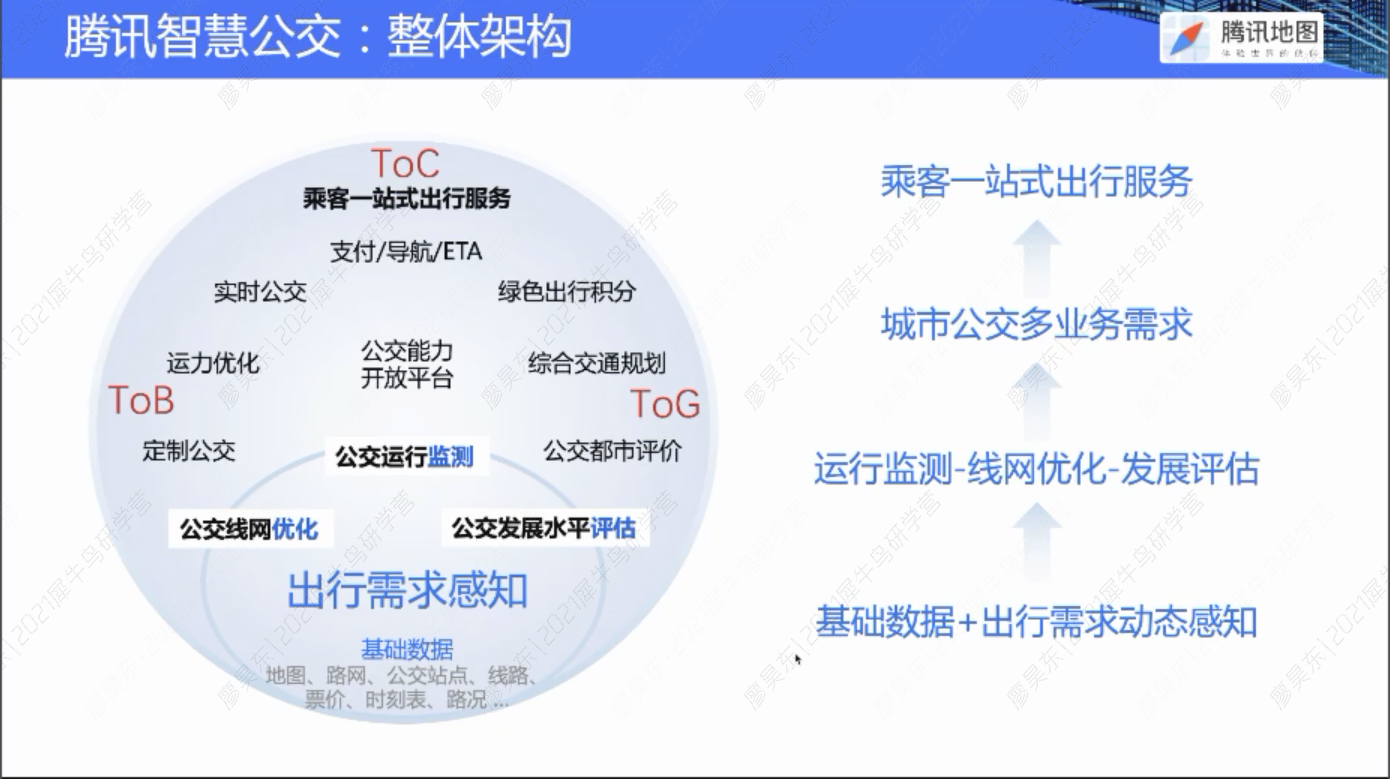 腾讯智慧公交：整体架构
腾讯地图
ToC
乘客一站式出行服务
支付/导航/ETA
实时公交
绿色出行积分
运力优化
公交能力
开放平台
综合交通规划
ToB
ToG
定制公交
公交运行监测
公交都市评价
公交线网优化
公交发展水平评估
出行需求感知
基础数据
地图、路网、公交站点、线路、
票价、时刻表、路况 ...
乘客一站式出行服务
城市公交多业务需求
运行监测-线网优化-发展评估
基础数据+出行需求动态感知
廖昊东|2021犀牛鸟研学营